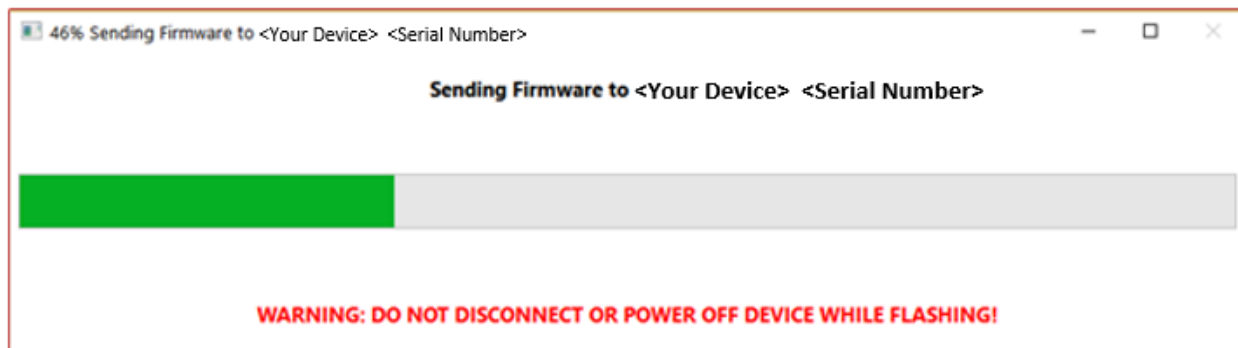 46% Sending Firmware to <Your Device> <Serial Number>
Sending Firmware to <Your Device> <Serial Number>
WARNING: DO NOT DISCONNECT OR POWER OFF DEVICE WHILE FLASHING!